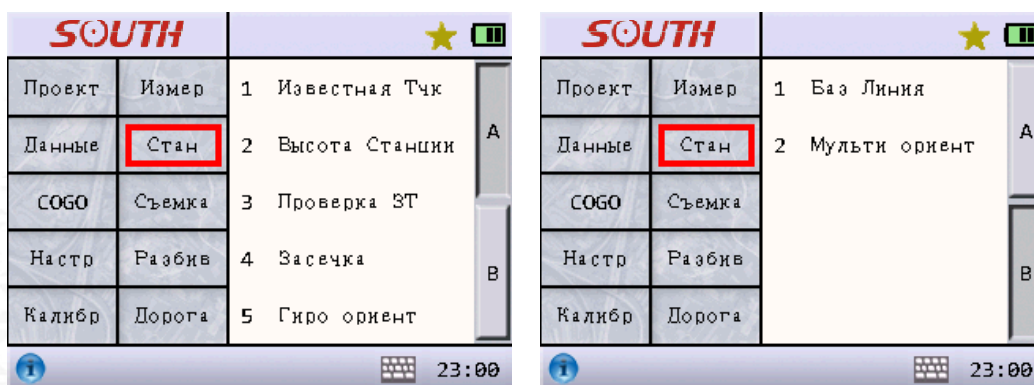 SOUTH
Проект Измер 1 Известная Тчк A
Данные Стан 2 Высота Станции
COGO Съемка 3 Проверка ЗТ
Настр Разбив 4 Засечка B
Калибр Дорога 5 Гиро ориент
23:00
SOUTH
Проект Измер 1 Баз Линия A
Данные Стан 2 Мульти ориент
COGO Съемка
Настр Разбив B
Калибр Дорога
23:00